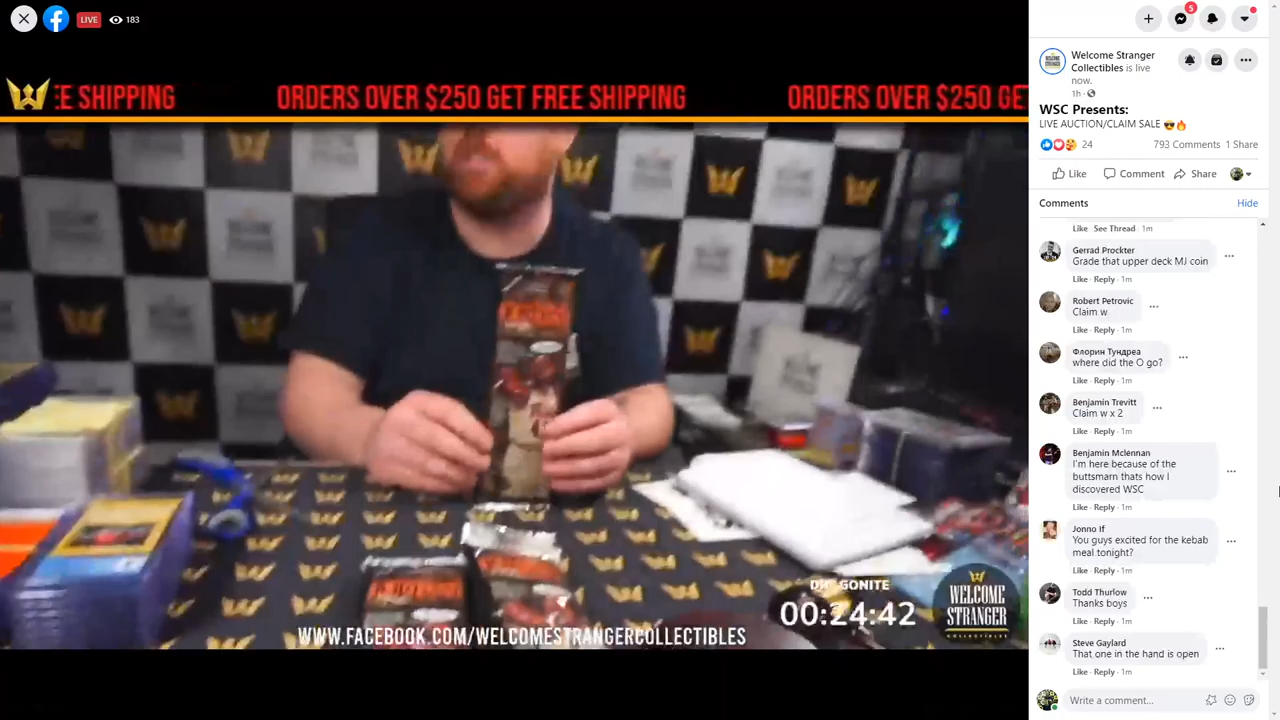 LIVE
183
E SHIPPING
ORDERS OVER $250 GET FREE SHIPPING
ORDERS OVER $250 GE
WWW.FACEBOOK.COM/WELCOMESTRANGERCOLLECTIBLES
00:24:42
WELCOME
STRANGER
COLLECTIBLES
5
Welcome Stranger
Collectibles is live
now.
1h ·
WSC Presents:
LIVE AUCTION/CLAIM SALE 😎🔥
24
793 Comments 1 Share
Like Comment Share
Comments
Hide
Like See Thread · 1m
Gerrad Prockter
Grade that upper deck MJ coin
Like · Reply · 1m
Robert Petrovic
Claim w
Like · Reply · 1m
Флорин Тундреа
where did the O go?
Like · Reply · 1m
Benjamin Trevitt
Claim w x 2
Like · Reply · 1m
Benjamin Mclennan
I'm here because of the
buttsmarn thats how I
discovered WSC
Like · Reply · 1m
Jonno If
You guys excited for the kebab
meal tonight?
Like · Reply · 1m
Todd Thurlow
Thanks boys
Like · Reply · 1m
Steve Gaylard
That one in the hand is open
Like · Reply · 1m
Write a comment...